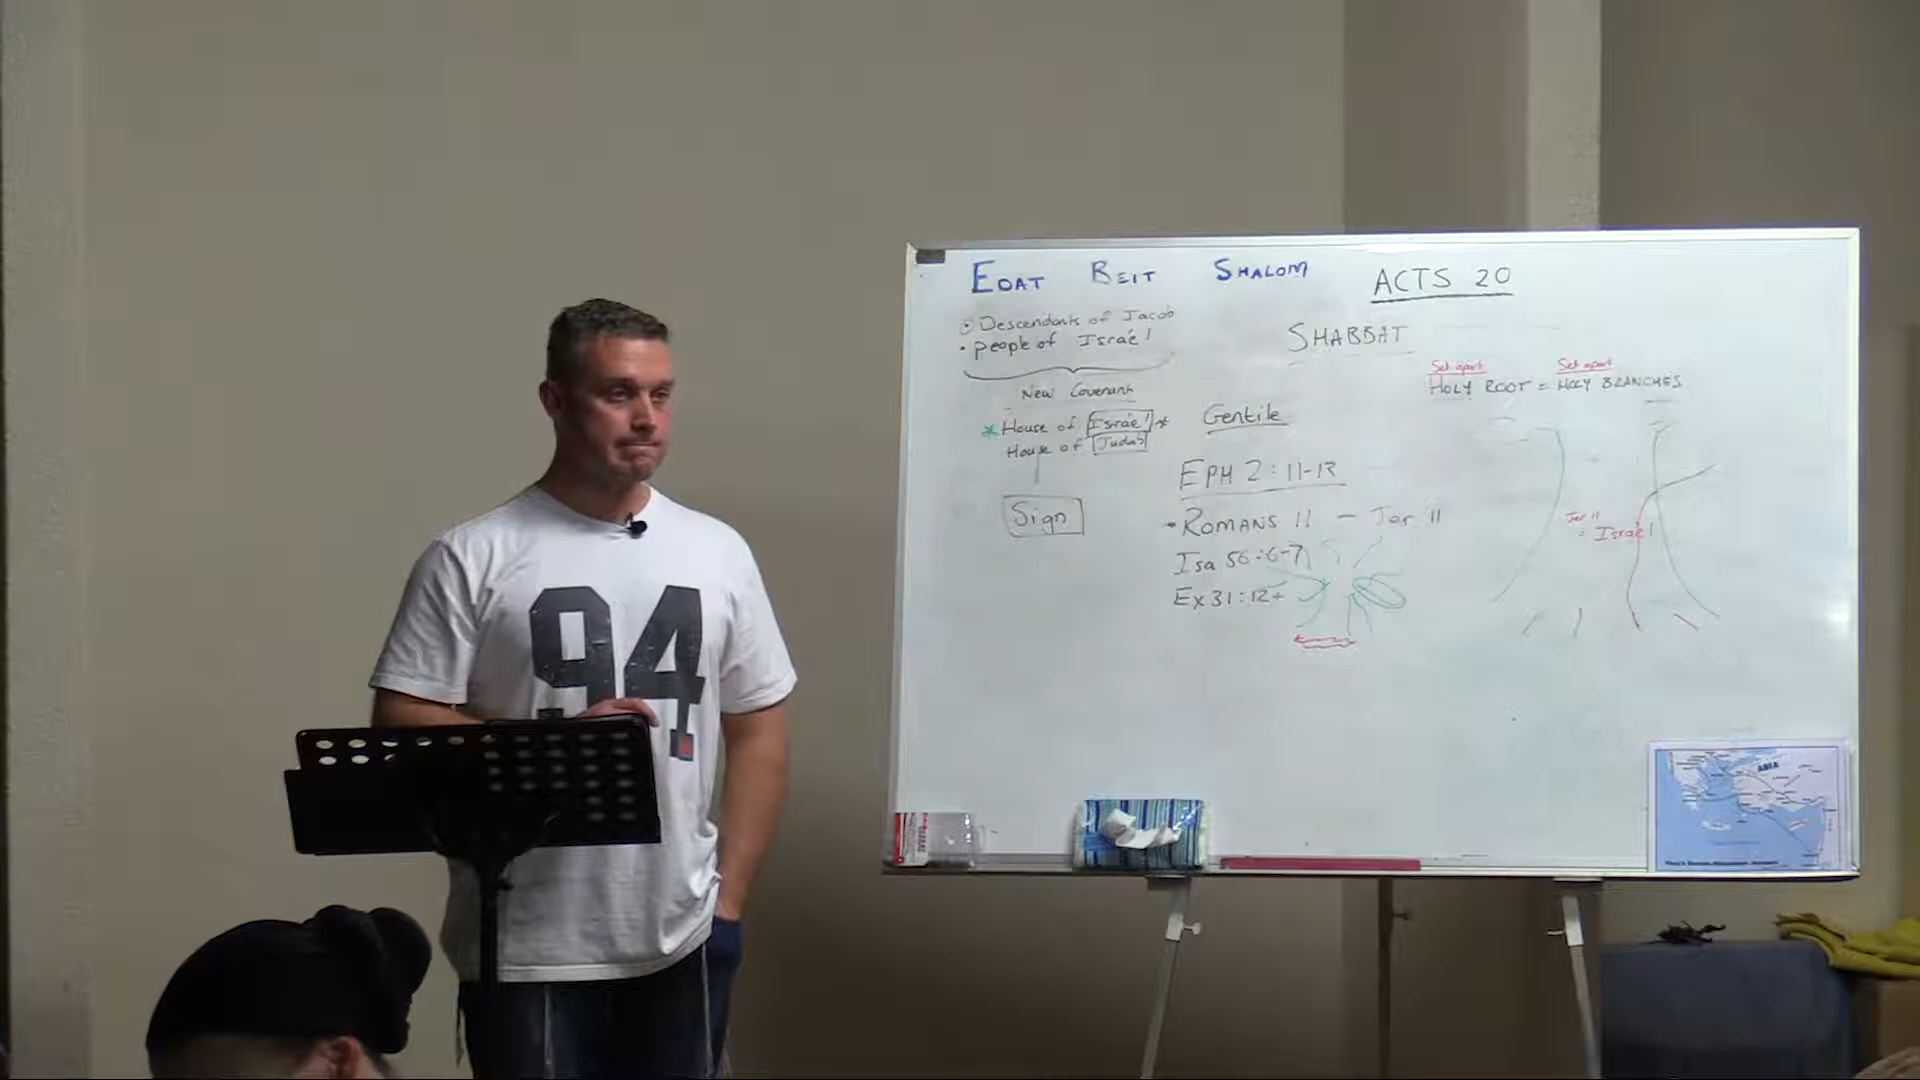 EDAT BEIT SHALOM
ACTS 20
Descendants of Jacob
• people of Israel
SHABBAT
Set apart Set apart
HOLY ROOT = HOLY BRANCHES
New Covenant
* House of Israel *
House of Judah
Gentile
EPH 2:11-12
Sign
• ROMANS 11 — Jer 11
Isa 56:6-7
Ex 31:12+
Jer 11
= Israel
94
ASIA